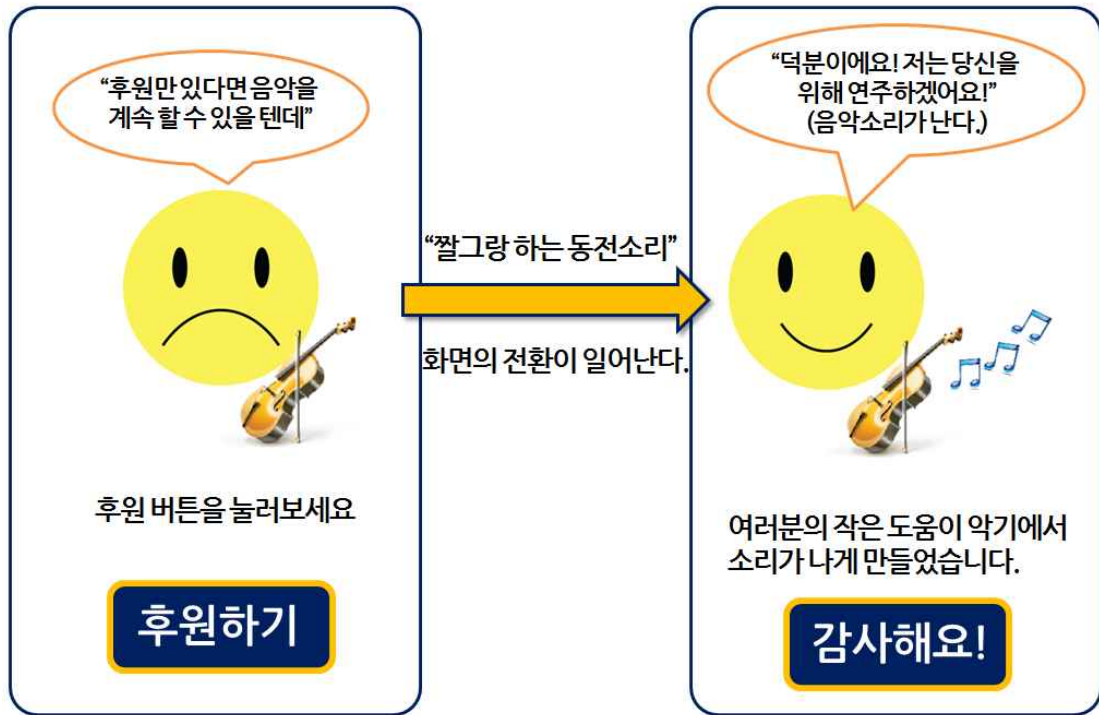 “후원만 있다면 음악을
계속 할 수 있을 텐데”
후원 버튼을 눌러보세요
후원하기
“짤그랑 하는 동전소리”
화면의 전환이 일어난다.
“덕분이에요! 저는 당신을
위해 연주하겠어요!”
(음악소리가 난다.)
여러분의 작은 도움이 악기에서
소리가 나게 만들었습니다.
감사해요!